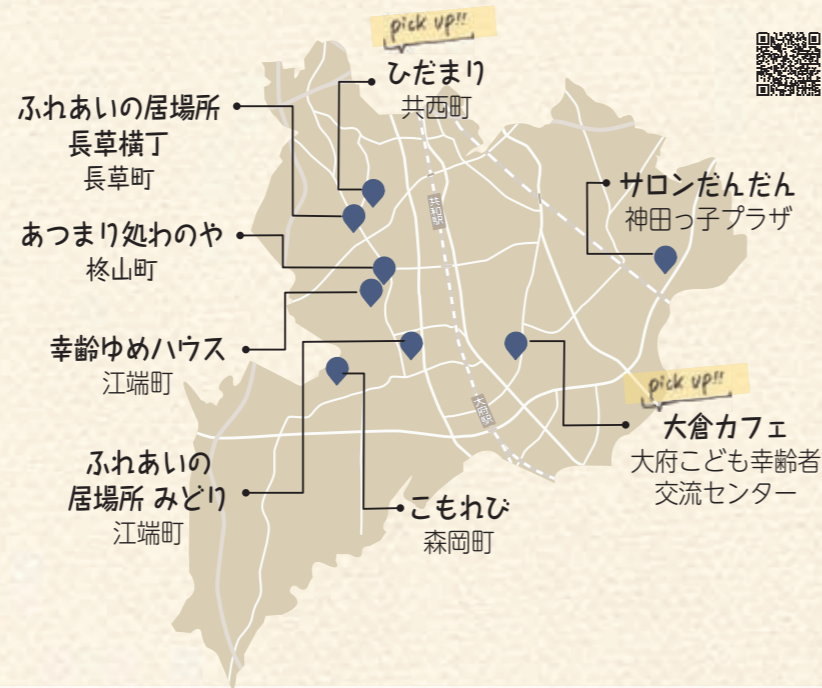 pick up!!
ひだまり
共西町
ふれあいの居場所
長草横丁
長草町
サロンだんだん
神田っ子プラザ
共和駅
あつまり処わのや
柊山町
幸齢ゆめハウス
江端町
pick up!!
大府駅
大倉カフェ
大府こども幸齢者
交流センター
ふれあいの
居場所 みどり
江端町
こもれび
森岡町